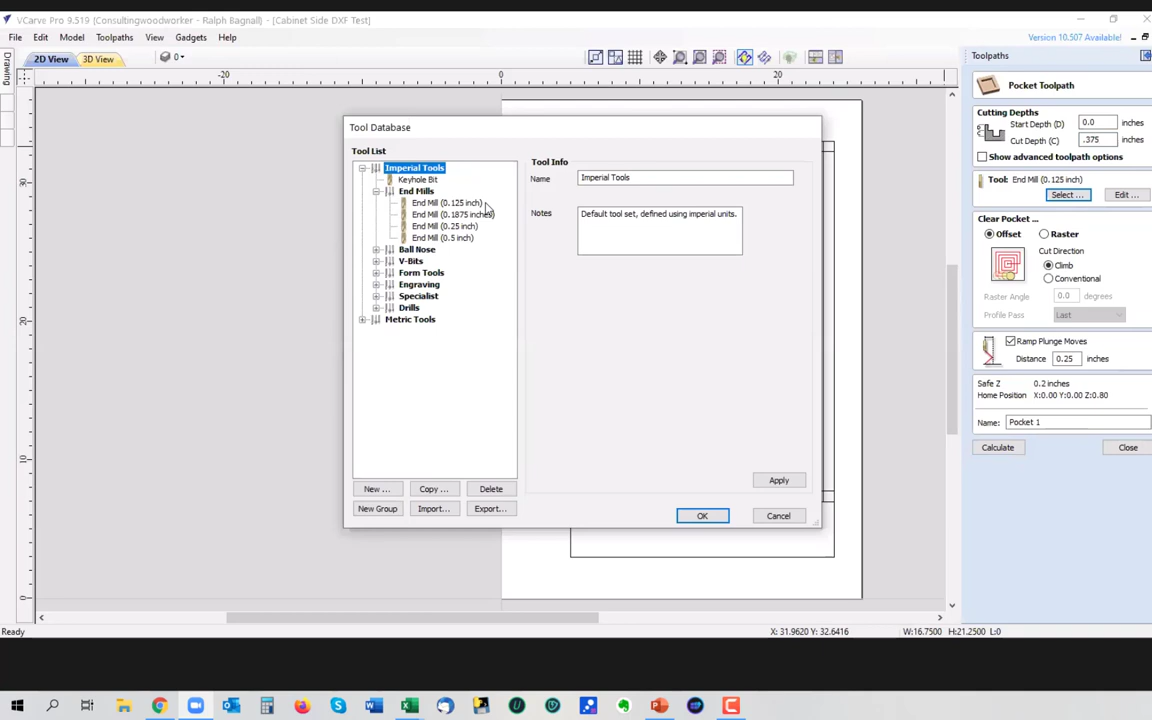 VCarve Pro 9.519 (Consultingwoodworker - Ralph Bagnall) - [Cabinet Side DXF Test]
File Edit Model Toolpaths View Gadgets Help
Version 10.507 Available!
2D View
3D View
0
Drawing
-20
0
20
30
20
10
0
Tool Database
Tool List
Imperial Tools
Keyhole Bit
End Mills
End Mill (0.125 inch)
End Mill (0.1875 inches)
End Mill (0.25 inch)
End Mill (0.5 inch)
Ball Nose
V-Bits
Form Tools
Engraving
Specialist
Drills
Metric Tools
New ...
Copy ...
Delete
New Group
Import...
Export...
Tool Info
Name
Imperial Tools
Notes
Default tool set, defined using imperial units.
Apply
OK
Cancel
Toolpaths
Pocket Toolpath
Cutting Depths
Start Depth (D) 0.0 inches
Cut Depth (C) .375 inches
Show advanced toolpath options
Tool: End Mill (0.125 inch)
Select ...
Edit ...
Clear Pocket ...
Offset
Raster
Cut Direction
Climb
Conventional
Raster Angle 0.0 degrees
Profile Pass Last
Ramp Plunge Moves
Distance 0.25 inches
Safe Z 0.2 inches
Home Position X:0.00 Y:0.00 Z:0.80
Name: Pocket 1
Calculate
Close
Ready
X: 31.9620 Y: 32.6416
W:16.7500 H:21.2500 L:0